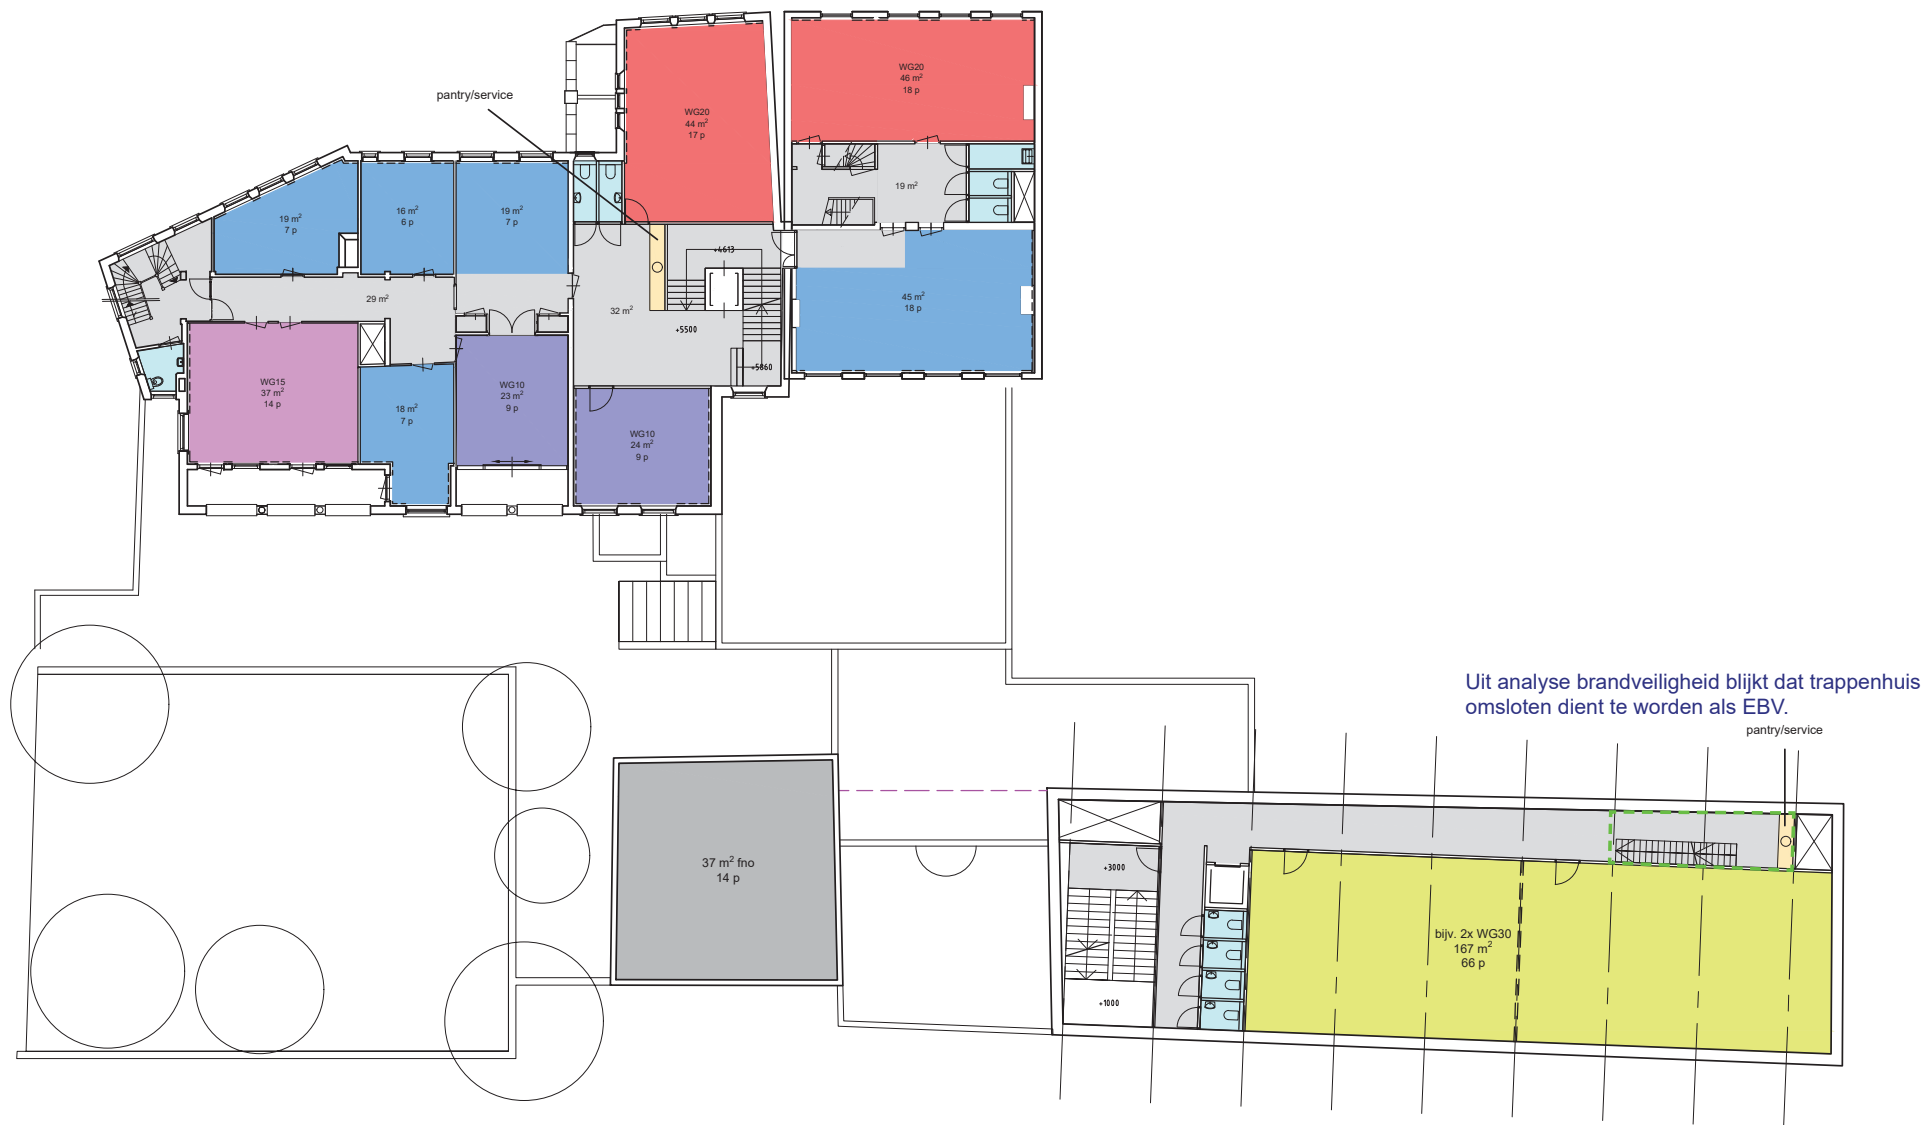 pantry/service
WG20
44 m²
17 p
WG20
46 m²
18 p
19 m²
7 p
16 m²
6 p
19 m²
7 p
19 m²
+4613
29 m²
32 m²
+5500
+5860
45 m²
18 p
WG15
37 m²
14 p
18 m²
7 p
WG10
23 m²
9 p
WG10
24 m²
9 p
Uit analyse brandveiligheid blijkt dat trappenhuis
omsloten dient te worden als EBV.
pantry/service
37 m² fno
14 p
+3000
+1000
bijv. 2x WG30
167 m²
66 p